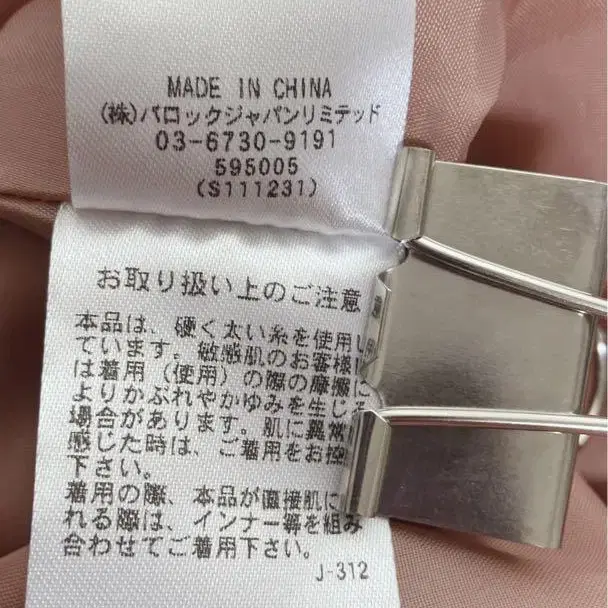 MADE IN CHINA
(株)バロックジャパンリミテッド
03-6730-9191
595005
(S111231)
お取り扱い上のご注意
本品は、硬く太い糸を使用し
ています。敏感肌のお客様
は着用(使用)の際の摩擦に
よりかぶれやかゆみを生じる
場合があります。肌に異常
感じた時は、ご着用をお控
下さい。
着用の際、本品が直接肌に
れる際は、インナー等を組み
合わせてご着用下さい。
J-312